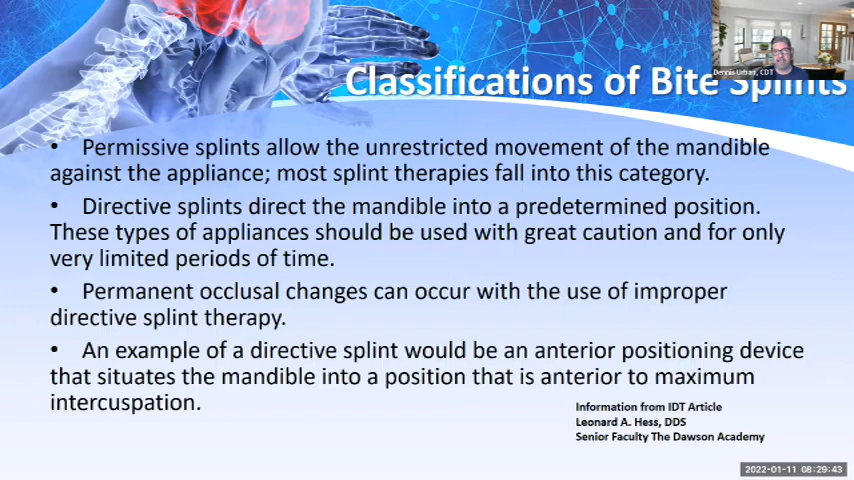 Classifications of Bite Splints
Dennis Urban, CDT
• Permissive splints allow the unrestricted movement of the mandible
against the appliance; most splint therapies fall into this category.
• Directive splints direct the mandible into a predetermined position.
These types of appliances should be used with great caution and for only
very limited periods of time.
• Permanent occlusal changes can occur with the use of improper
directive splint therapy.
• An example of a directive splint would be an anterior positioning device
that situates the mandible into a position that is anterior to maximum
intercuspation.
Information from IDT Article
Leonard A. Hess, DDS
Senior Faculty The Dawson Academy
2022-01-11 08:29:43